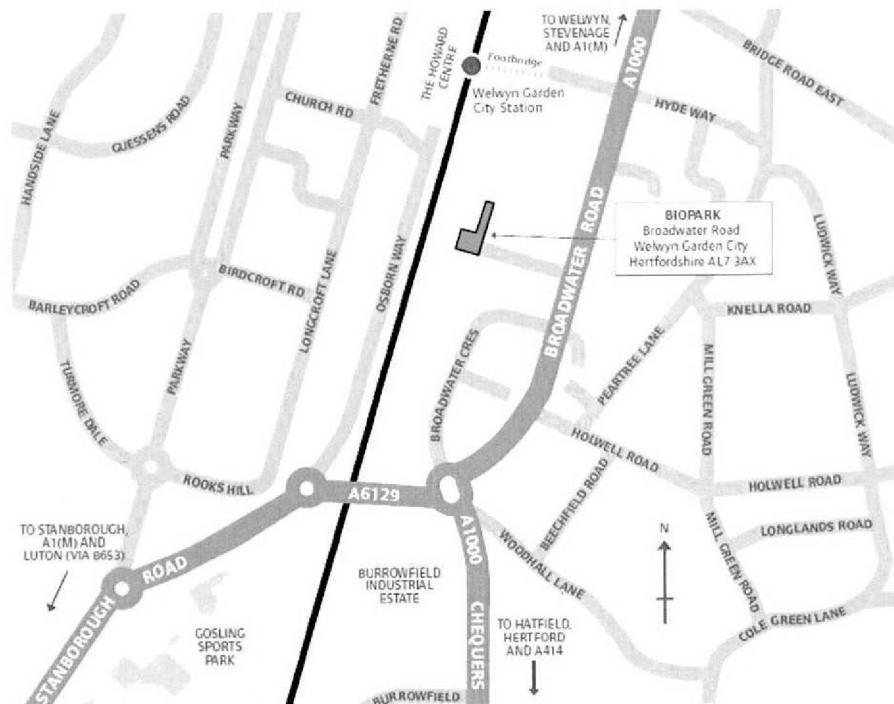 TO WELWYN,
STEVENAGE
AND A1(M)
A1000
BRIDGE ROAD EAST
Footbridge
Welwyn Garden
City Station
THE HOWARD
CENTRE
FRETHERNE RD
CHURCH RD
PARKWAY
GUESSENS ROAD
HANDSIDE LANE
HYDE WAY
BIOPARK
Broadwater Road
Welwyn Garden City
Hertfordshire AL7 3AX
LUDWICK WAY
BROADWATER ROAD
OSBORN WAY
LONGCROFT LANE
BIRDCROFT RD
BARLEYCROFT ROAD
KNELLA ROAD
PEARTREE LANE
MILL GREEN ROAD
LUDWICK WAY
BROADWATER CRES
PARKWAY
TURMORE DALE
HOLWELL ROAD
ROOKS HILL
A6129
BEECHFIELD ROAD
HOLWELL ROAD
LONGLANDS ROAD
MILL GREEN ROAD
N
TO STANBOROUGH,
A1(M) AND
LUTON (VIA B653)
STANBOROUGH ROAD
A1000
WOODHALL LANE
BURROWFIELD
INDUSTRIAL
ESTATE
GOSLING
SPORTS
PARK
CHEQUERS
TO HATFIELD,
HERTFORD
AND A414
COLE GREEN LANE
BURROWFIELD